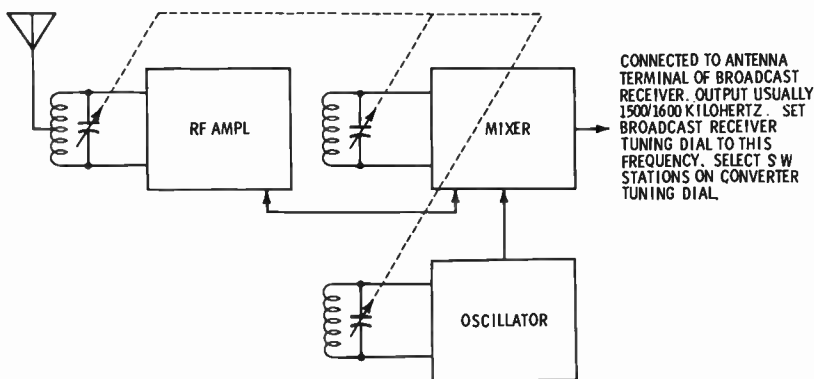 RF AMPL
MIXER
CONNECTED TO ANTENNA
TERMINAL OF BROADCAST
RECEIVER. OUTPUT USUALLY
1500/1600 KILOHERTZ. SET
BROADCAST RECEIVER
TUNING DIAL TO THIS
FREQUENCY. SELECT S W
STATIONS ON CONVERTER
TUNING DIAL.
OSCILLATOR